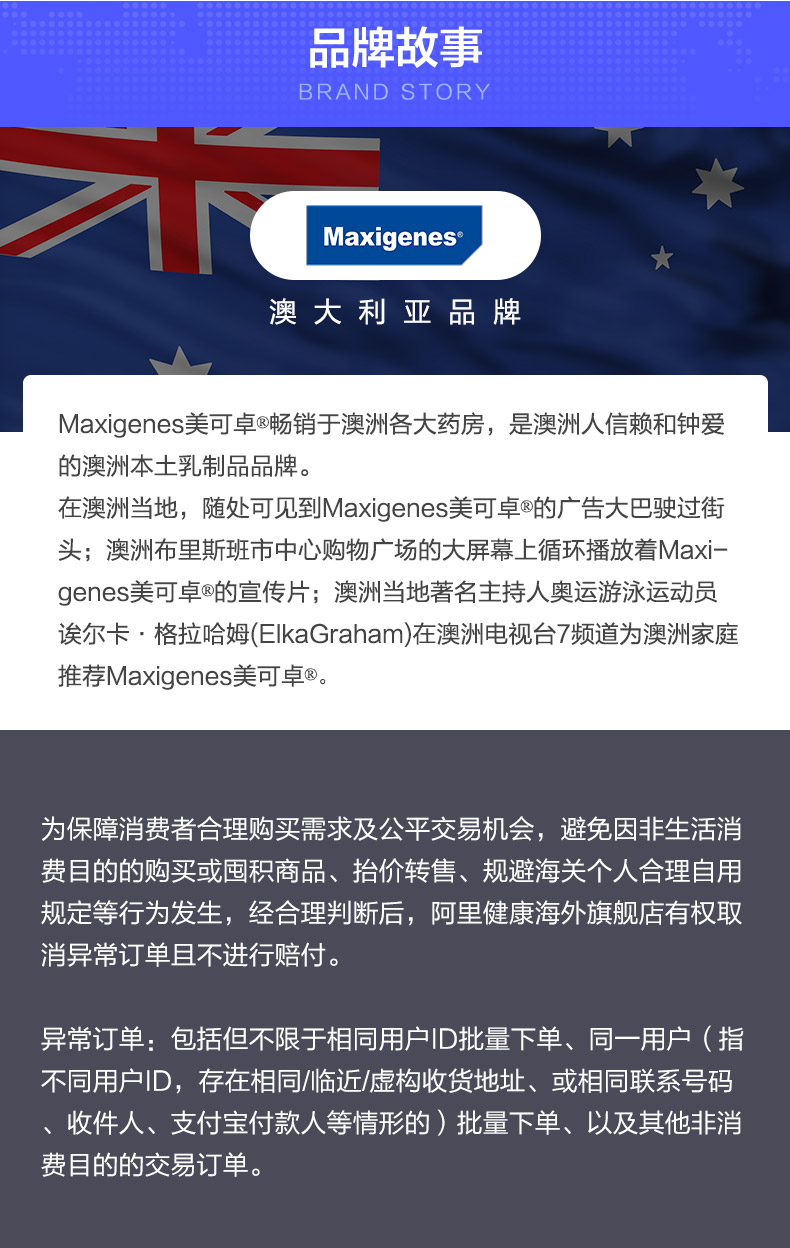 品牌故事
BRAND STORY
Maxigenes®
澳大利亚品牌
Maxigenes美可卓®畅销于澳洲各大药房，是澳洲人信赖和钟爱
的澳洲本土乳制品品牌。
在澳洲当地，随处可见到Maxigenes美可卓®的广告大巴驶过街
头；澳洲布里斯班市中心购物广场的大屏幕上循环播放着Maxi-
genes美可卓®的宣传片；澳洲当地著名主持人奥运游泳运动员
诶尔卡·格拉哈姆(ElkaGraham)在澳洲电视台7频道为澳洲家庭
推荐Maxigenes美可卓®。
为保障消费者合理购买需求及公平交易机会，避免因非生活消
费目的的购买或囤积商品、抬价转售、规避海关个人合理自用
规定等行为发生，经合理判断后，阿里健康海外旗舰店有权取
消异常订单且不进行赔付。
异常订单：包括但不限于相同用户ID批量下单、同一用户（指
不同用户ID，存在相同/临近/虚构收货地址、或相同联系号码
、收件人、支付宝付款人等情形的）批量下单、以及其他非消
费目的的交易订单。